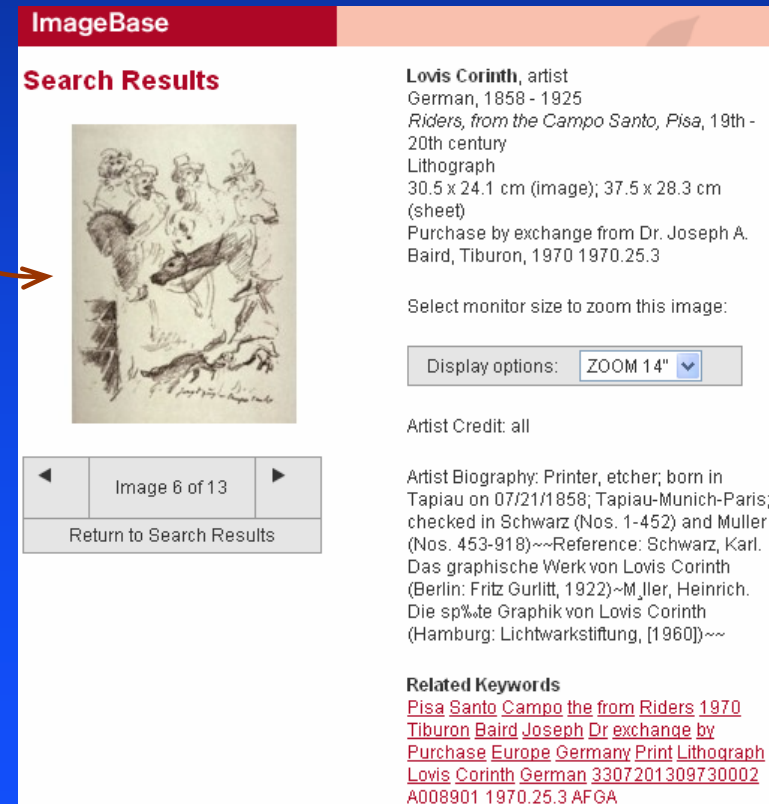 ImageBase
Search Results
Image 6 of 13
Return to Search Results
Lovis Corinth, artist
German, 1858 - 1925
Riders, from the Campo Santo, Pisa, 19th -
20th century
Lithograph
30.5 x 24.1 cm (image); 37.5 x 28.3 cm
(sheet)
Purchase by exchange from Dr. Joseph A.
Baird, Tiburon, 1970 1970.25.3
Select monitor size to zoom this image:
Display options: ZOOM 14"
Artist Credit: all
Artist Biography: Printer, etcher; born in
Tapiau on 07/21/1858; Tapiau-Munich-Paris;
checked in Schwarz (Nos. 1-452) and Muller
(Nos. 453-918)~~Reference: Schwarz, Karl.
Das graphische Werk von Lovis Corinth
(Berlin: Fritz Gurlitt, 1922)~M¸ller, Heinrich.
Die sp‰te Graphik von Lovis Corinth
(Hamburg: Lichtwarkstiftung, [1960])~~
Related Keywords
Pisa Santo Campo the from Riders 1970
Tiburon Baird Joseph Dr exchange by
Purchase Europe Germany Print Lithograph
Lovis Corinth German 3307201309730002
A008901 1970.25.3 AFGA